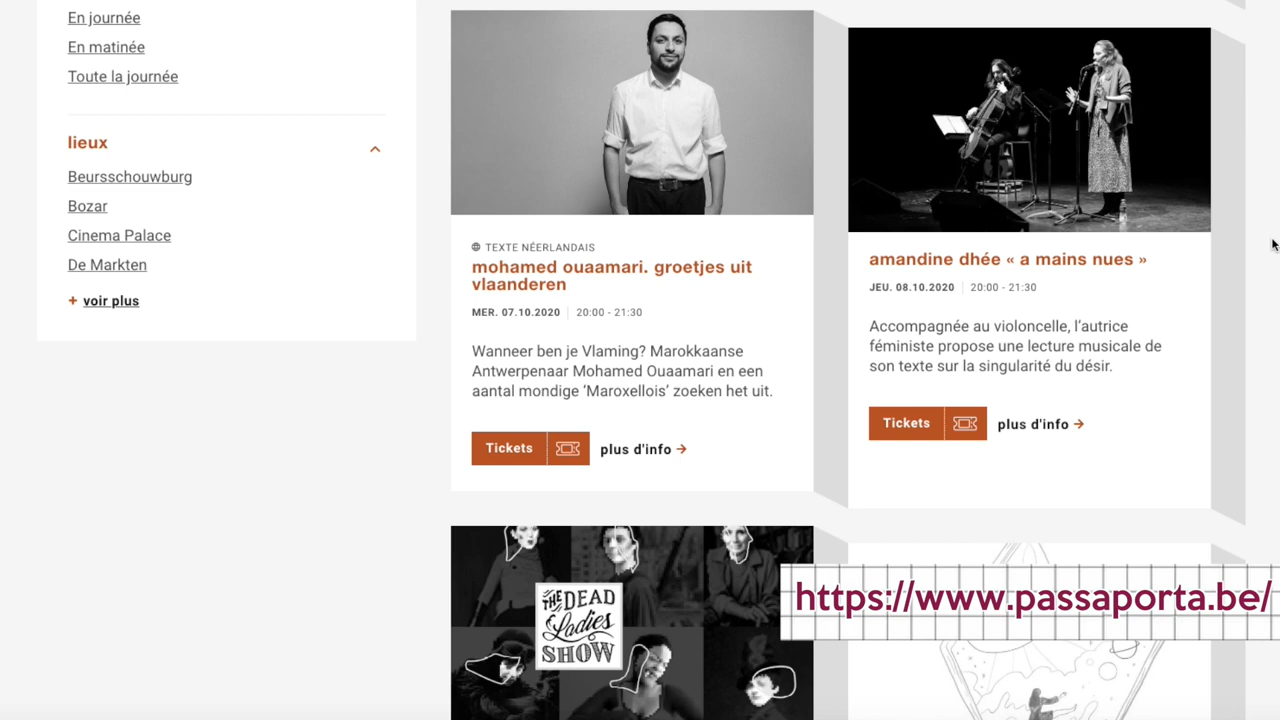 En journée
En matinée
Toute la journée
lieux
Beursschouwburg
Bozar
Cinema Palace
De Markten
+ voir plus
TEXTE NÉERLANDAIS
mohamed ouaamari. groetjes uit
vlaanderen
MER. 07.10.2020 | 20:00 - 21:30
Wanneer ben je Vlaming? Marokkaanse
Antwerpenaar Mohamed Ouaamari en een
aantal mondige ‘Maroxellois’ zoeken het uit.
Tickets
plus d'info →
amandine dhée « a mains nues »
JEU. 08.10.2020 | 20:00 - 21:30
Accompagnée au violoncelle, l’autrice
féministe propose une lecture musicale de
son texte sur la singularité du désir.
Tickets
plus d'info →
THE DEAD
Ladies
SHOW
https://www.passaporta.be/